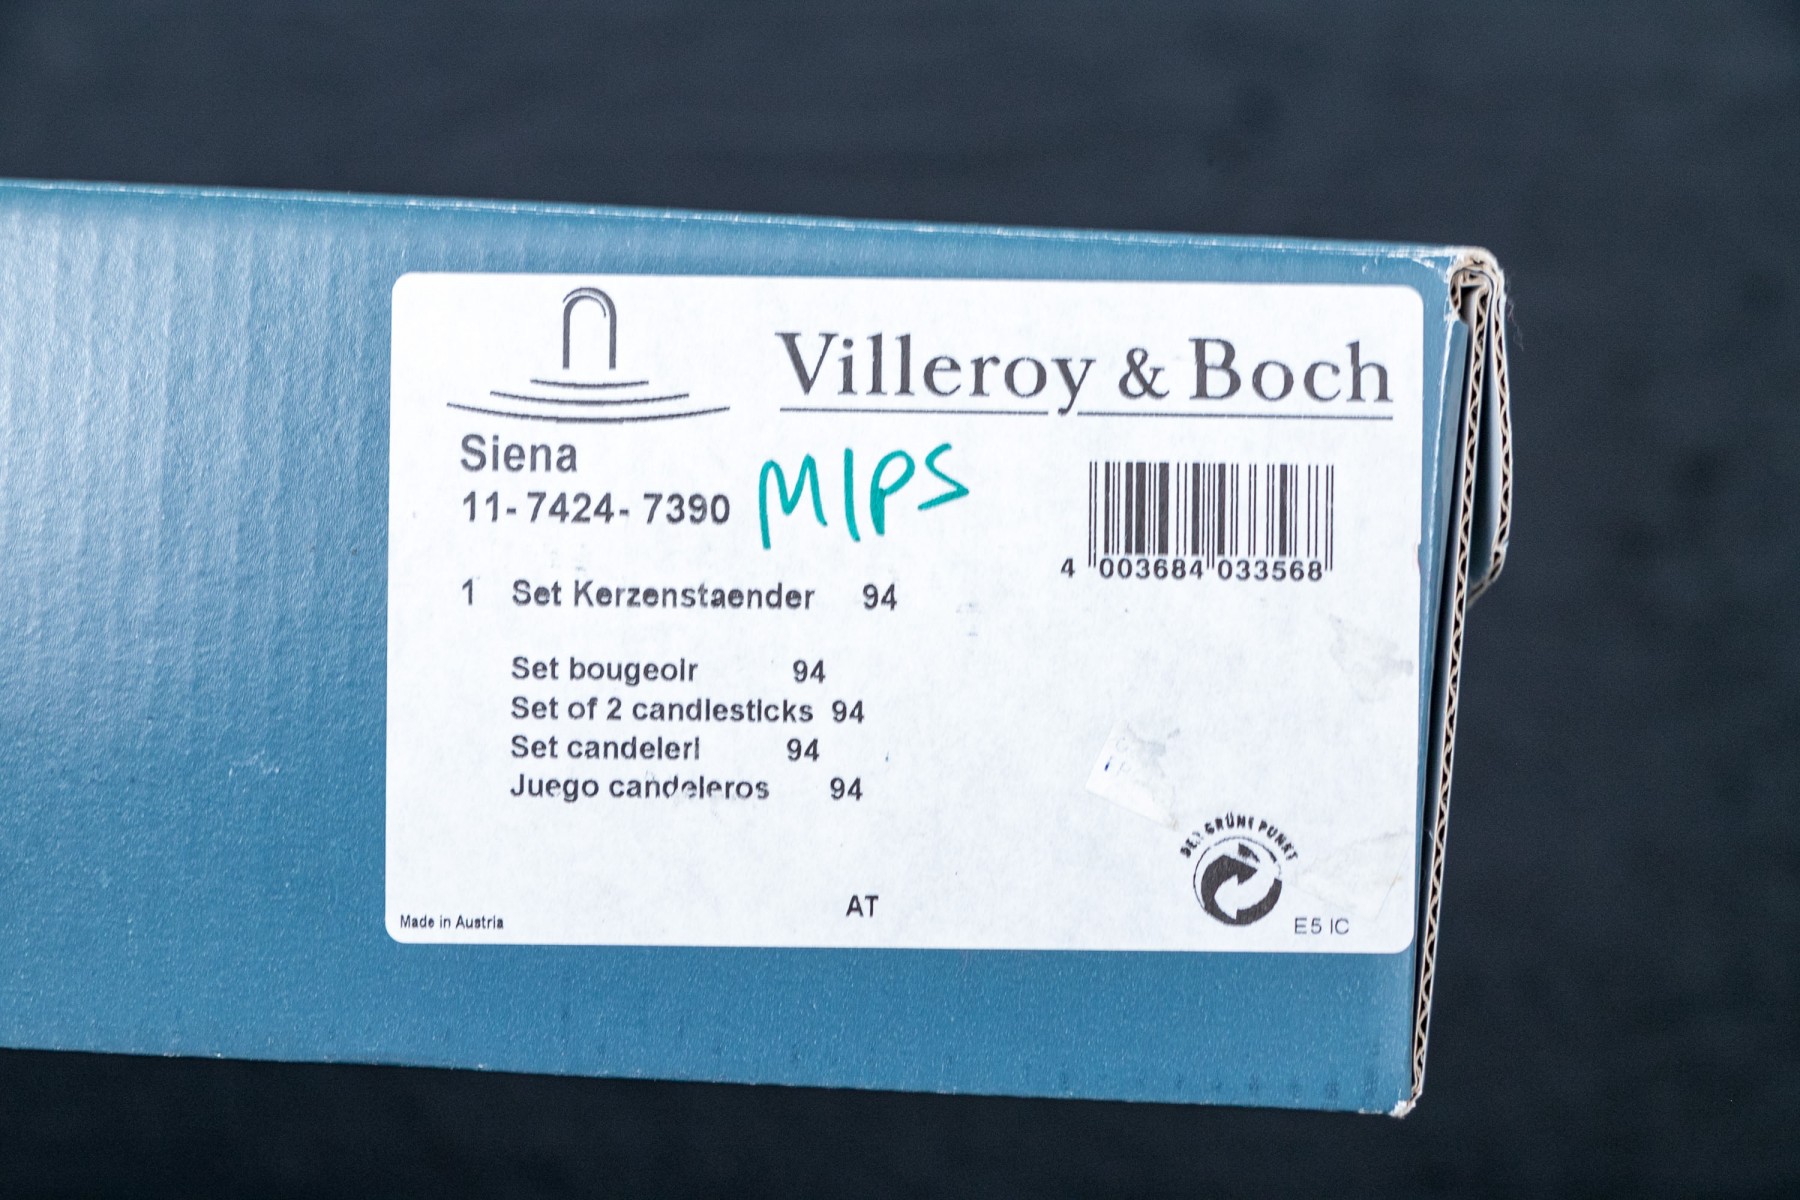 Villeroy & Boch
Siena
11-7424-7390
MIPS
4 003684 033568
1 Set Kerzenstaender 94
Set bougeoir 94
Set of 2 candlesticks 94
Set candeleri 94
Juego candeleros 94
DER GRÜNE PUNKT
AT
Made in Austria
E5 IC